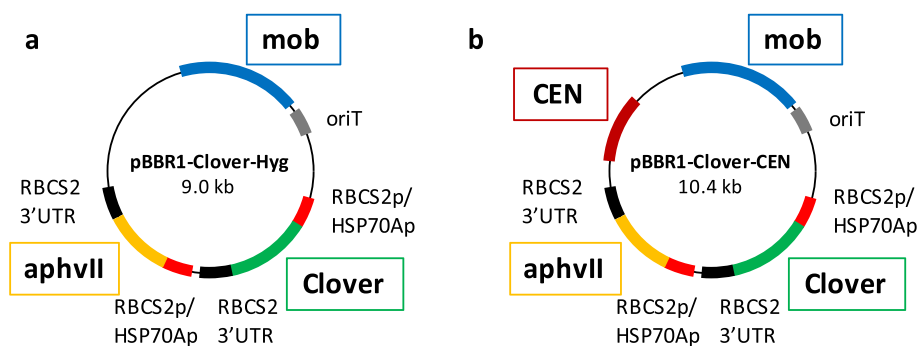 a
mob
oriT
pBBR1-Clover-Hyg
9.0 kb
RBCS2
3’UTR
RBCS2p/
HSP70Ap
aphvII
Clover
RBCS2p/
HSP70Ap
RBCS2
3’UTR
b
mob
CEN
oriT
pBBR1-Clover-CEN
10.4 kb
RBCS2
3’UTR
RBCS2p/
HSP70Ap
aphvII
Clover
RBCS2p/
HSP70Ap
RBCS2
3’UTR